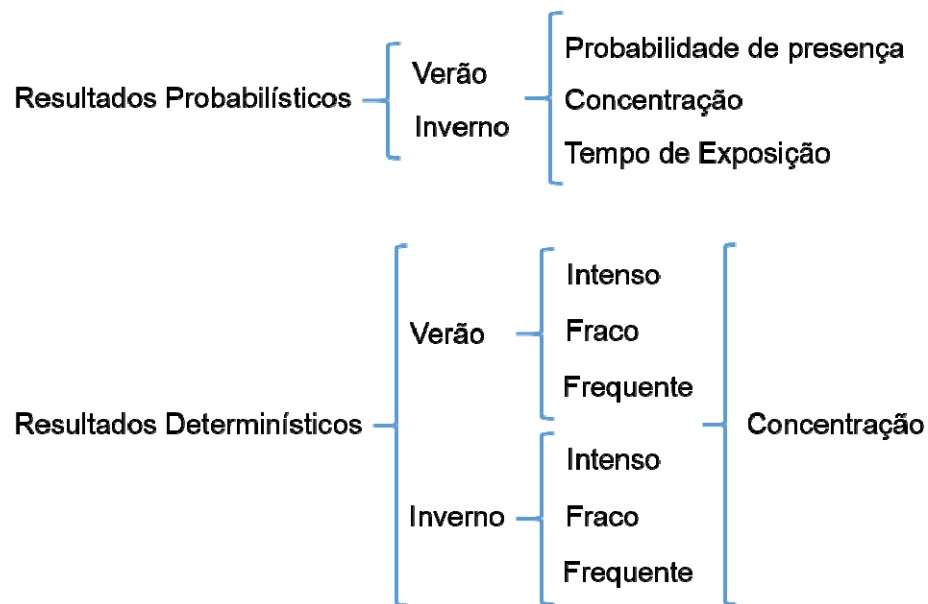 Resultados Probabilísticos
Verão
Inverno
Probabilidade de presença
Concentração
Tempo de Exposição
Resultados Determinísticos
Verão
Intenso
Fraco
Frequente
Inverno
Intenso
Fraco
Frequente
Concentração